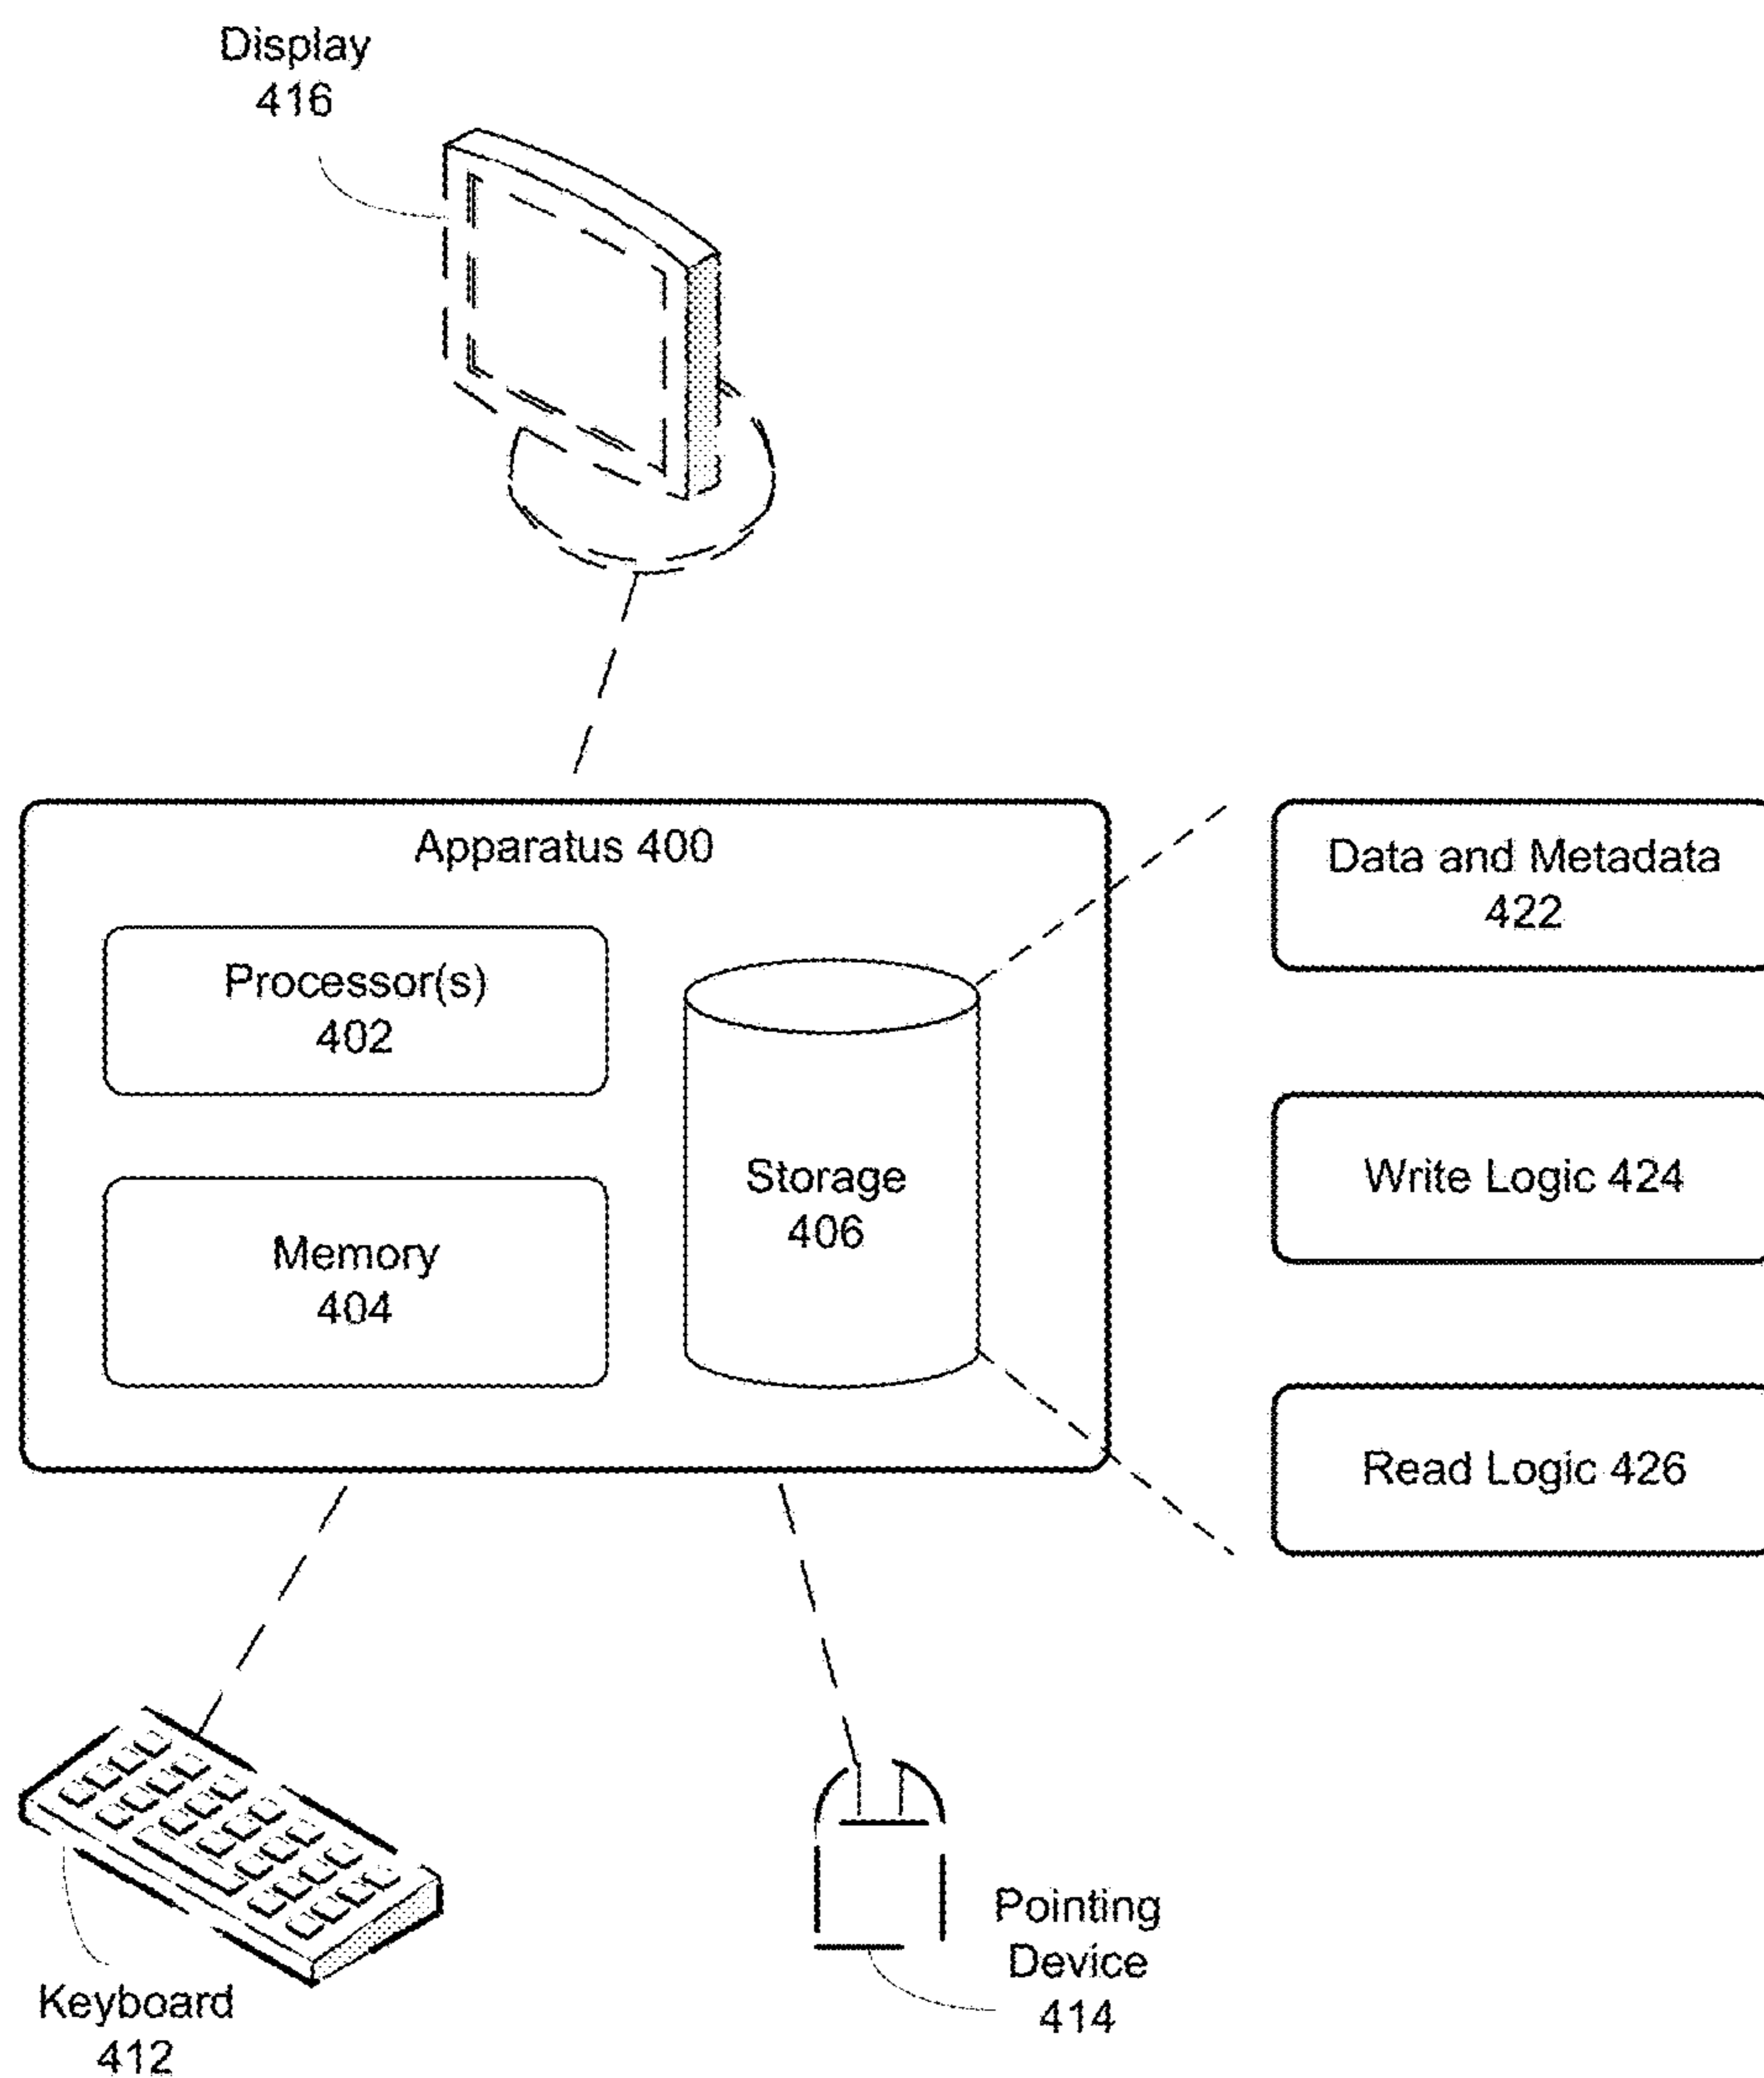 Display
416
Apparatus 400
Processor(s)
402
Memory
404
Storage
406
Data and Metadata
422
Write Logic 424
Read Logic 426
Keyboard
412
Pointing
Device
414